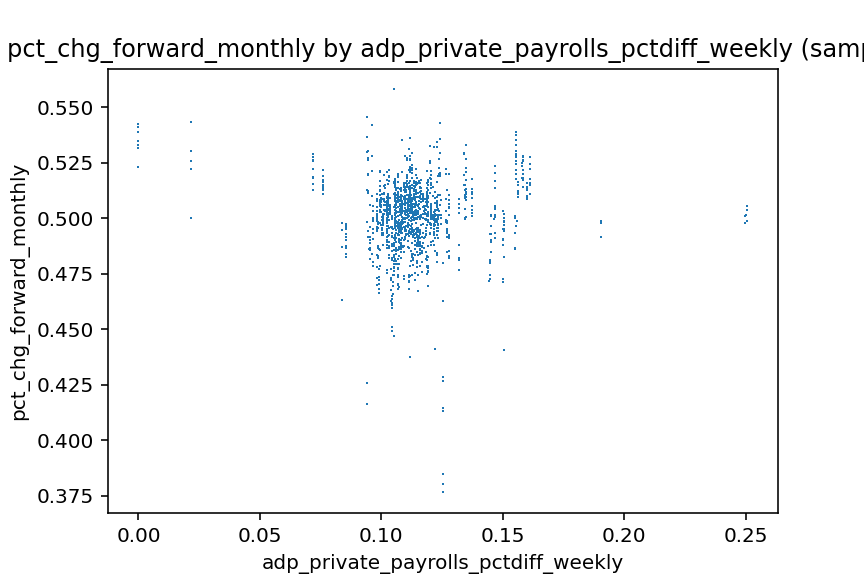 pct_chg_forward_monthly by adp_private_payrolls_pctdiff_weekly (samp
0.550
0.525
0.500
0.475
0.450
0.425
0.400
0.375
pct_chg_forward_monthly
0.00 0.05 0.10 0.15 0.20 0.25
adp_private_payrolls_pctdiff_weekly